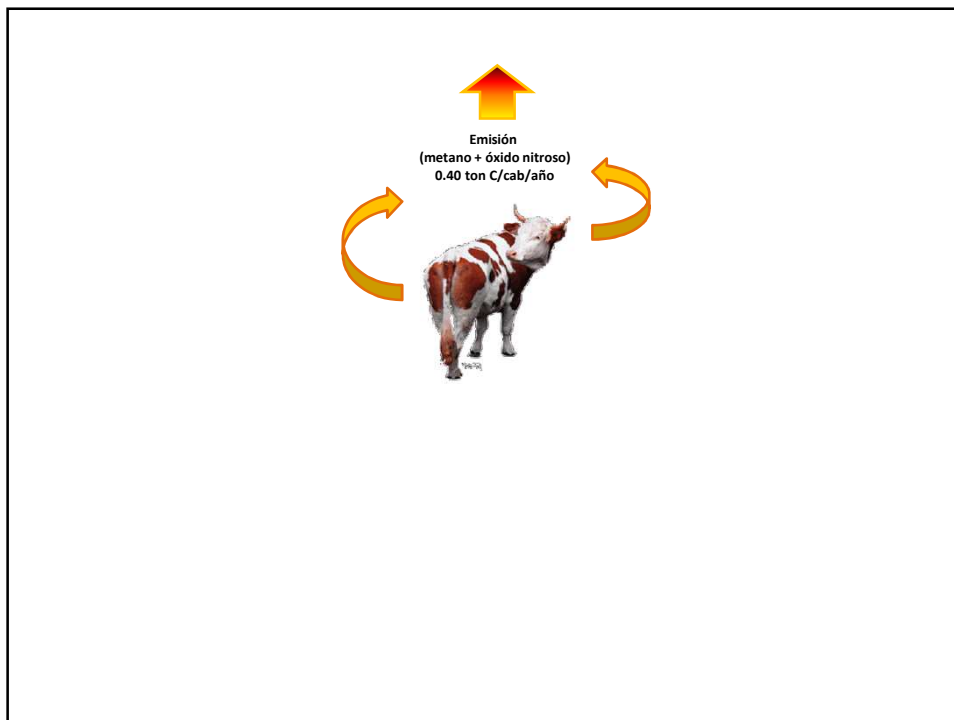 Emisión
(metano + óxido nitroso)
0.40 ton C/cab/año